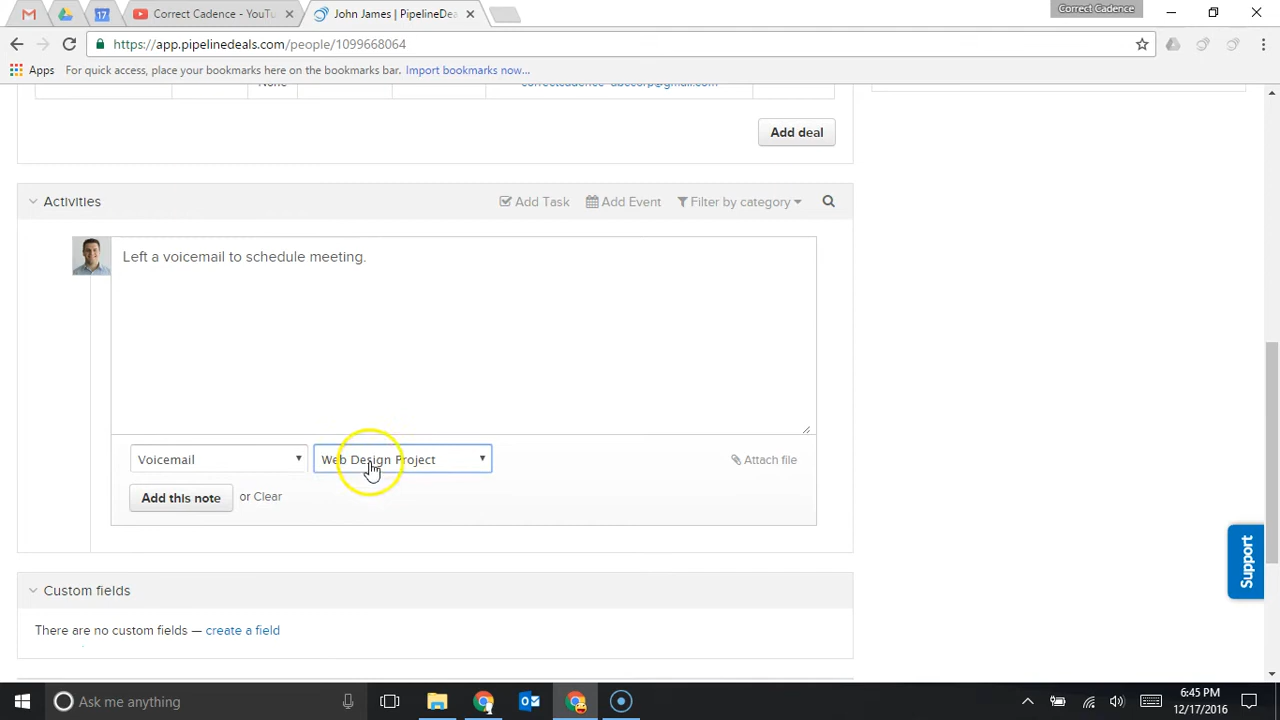 Correct Cadence - YouTu
John James | PipelineDea
Correct Cadence
https://app.pipelinedeals.com/people/1099668064
Apps For quick access, place your bookmarks here on the bookmarks bar. Import bookmarks now...
None
correctcadence-abccorp@gmail.com
Add deal
Activities
Add Task
Add Event
Filter by category
Left a voicemail to schedule meeting.
Voicemail
Web Design Project
Attach file
Add this note or Clear
Support
Custom fields
There are no custom fields — create a field
Ask me anything
6:45 PM
12/17/2016
17